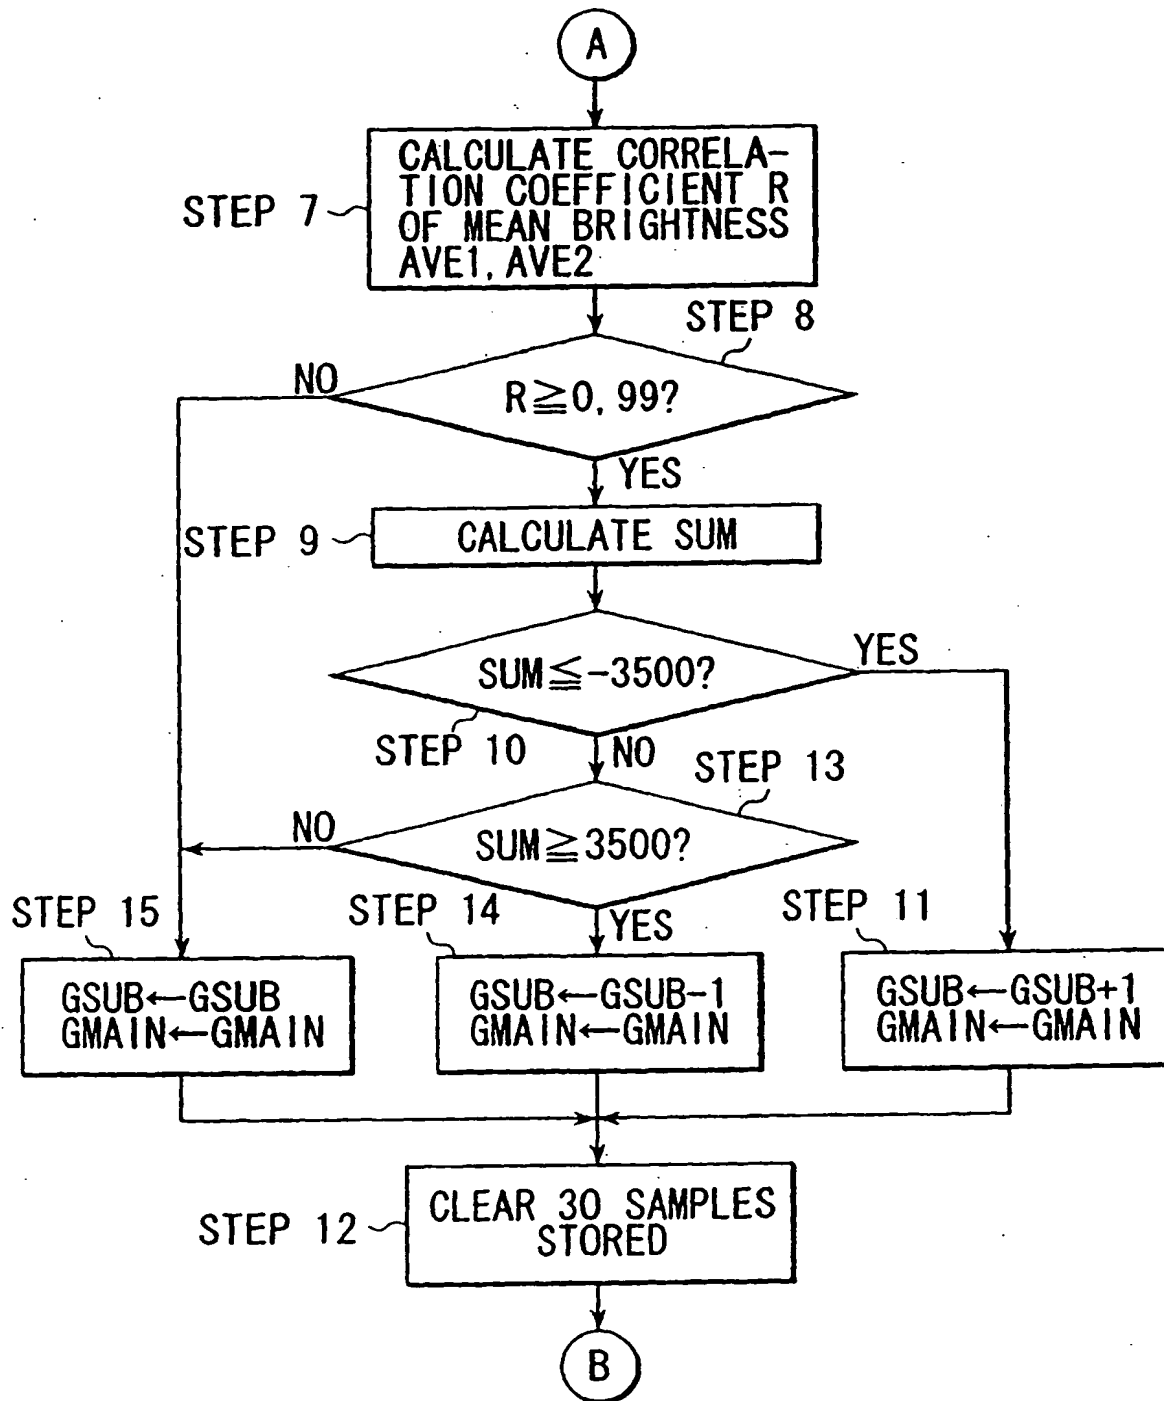 A
CALCULATE CORRELA-
TION COEFFICIENT R
OF MEAN BRIGHTNESS
AVE1, AVE2
STEP 7
STEP 8
NO
R≧0,99?
YES
STEP 9
CALCULATE SUM
SUM≦-3500?
YES
STEP 10
NO
STEP 13
NO
SUM≧3500?
STEP 15
STEP 14
YES
STEP 11
GSUB←GSUB
GMAIN←GMAIN
GSUB←GSUB-1
GMAIN←GMAIN
GSUB←GSUB+1
GMAIN←GMAIN
STEP 12
CLEAR 30 SAMPLES
STORED
B